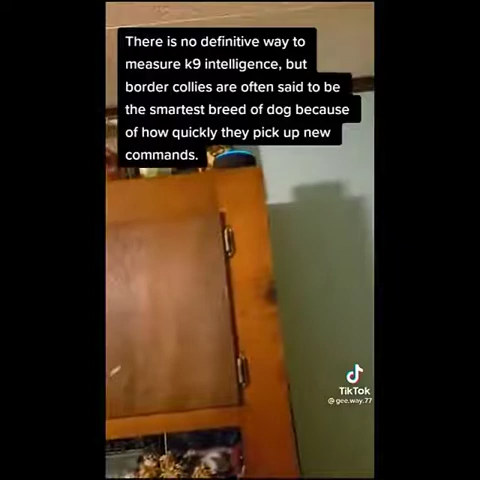 There is no definitive way to
measure k9 intelligence, but
border collies are often said to be
the smartest breed of dog because
of how quickly they pick up new
commands.
TikTok
@gee.way.77